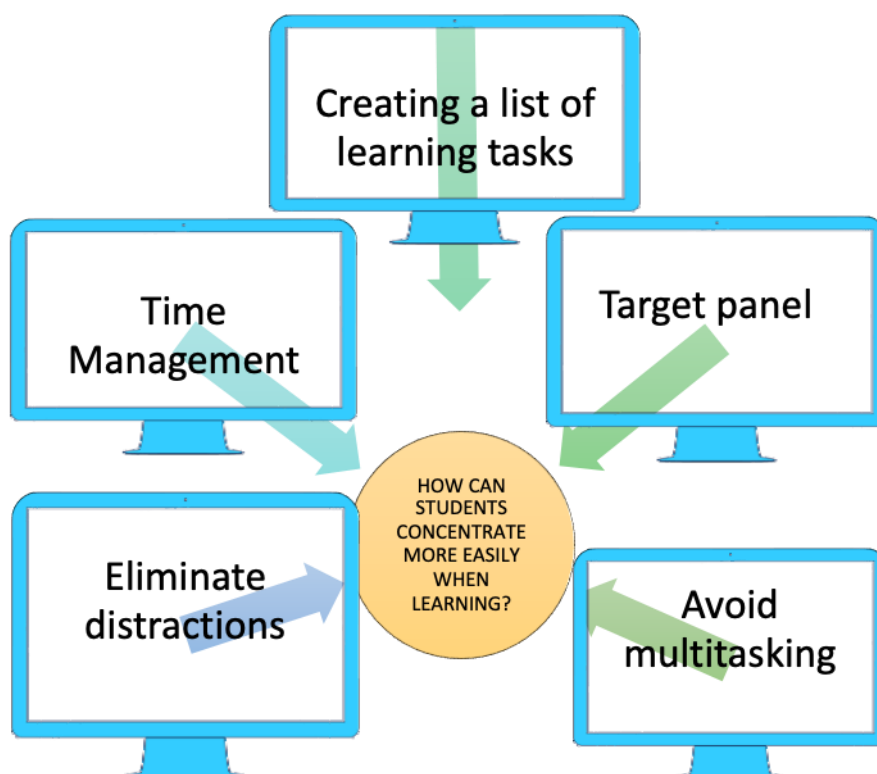 Creating a list of
learning tasks
Time
Management
Target panel
HOW CAN
STUDENTS
CONCENTRATE
MORE EASILY
WHEN
LEARNING?
Eliminate
distractions
Avoid
multitasking